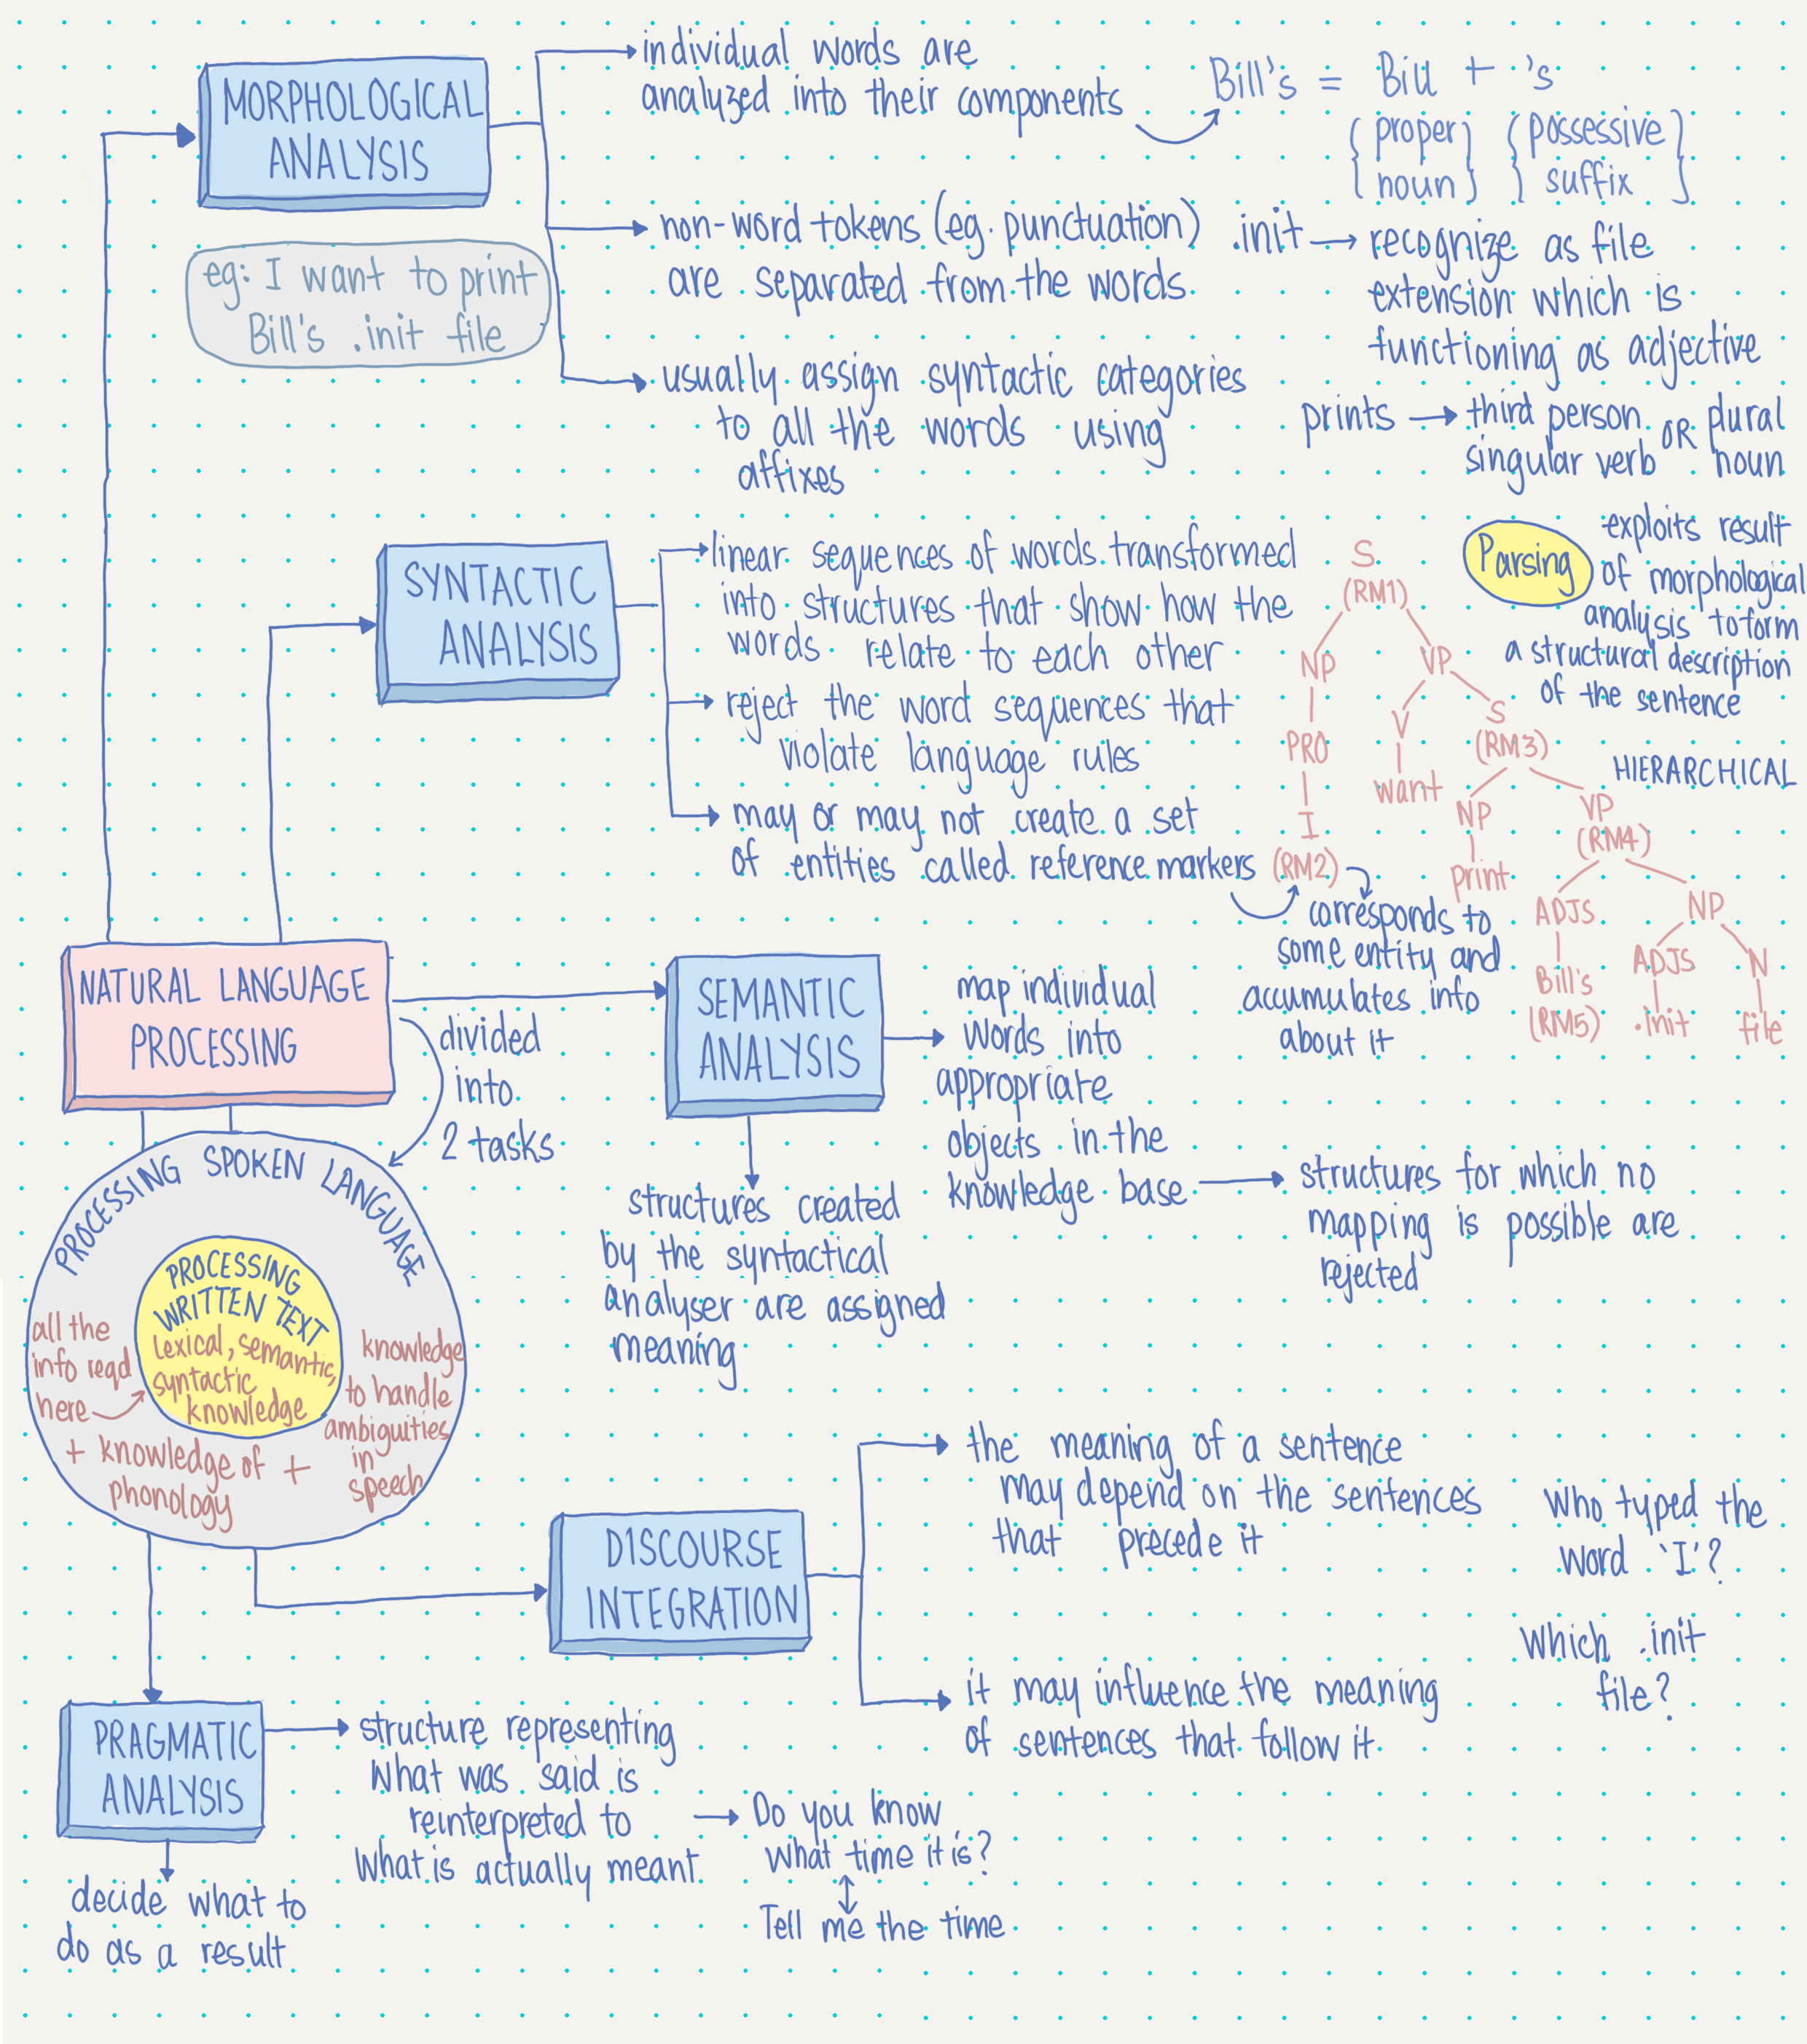 MORPHOLOGICAL
ANALYSIS
eg: I want to print
Bill's .init file
individual words are
analyzed into their components
Bill's = Bill + 's
{ proper } { possessive }
{ noun } { suffix }
non-word tokens (eg. punctuation)
are separated from the words
.init → recognize as file
extension which is
functioning as adjective
usually assign syntactic categories
to all the words using
affixes
prints → third person OR plural
singular verb noun
SYNTACTIC
ANALYSIS
linear sequences of words transformed
into structures that show how the
words relate to each other
reject the word sequences that
violate language rules
may or may not create a set
of entities called reference markers
Parsing
exploits result
of morphological
analysis to form
a structural description
of the sentence
HIERARCHICAL
S
(RM1)
NP VP
PRO V S
(RM3)
I want NP VP
(RM2) print (RM4)
ADJS NP
Bill's ADJS N
(RM5) .init file
corresponds to
some entity and
accumulates info
about it
NATURAL LANGUAGE
PROCESSING
divided
into
2 tasks
PROCESSING SPOKEN LANGUAGE
PROCESSING
WRITTEN TEXT
lexical, semantic,
syntactic
knowledge
all the
info reqd
here
+ knowledge of +
phonology
knowledge
to handle
ambiguities
in
speech
SEMANTIC
ANALYSIS
map individual
words into
appropriate
objects in the
knowledge base
structures for which no
mapping is possible are
rejected
structures created
by the syntactical
analyser are assigned
meaning
DISCOURSE
INTEGRATION
the meaning of a sentence
may depend on the sentences
that precede it
it may influence the meaning
of sentences that follow it
Who typed the
word 'I'?
Which .init
file?
PRAGMATIC
ANALYSIS
structure representing
what was said is
reinterpreted to
what is actually meant
Do you know
what time it is?
Tell me the time
decide what to
do as a result